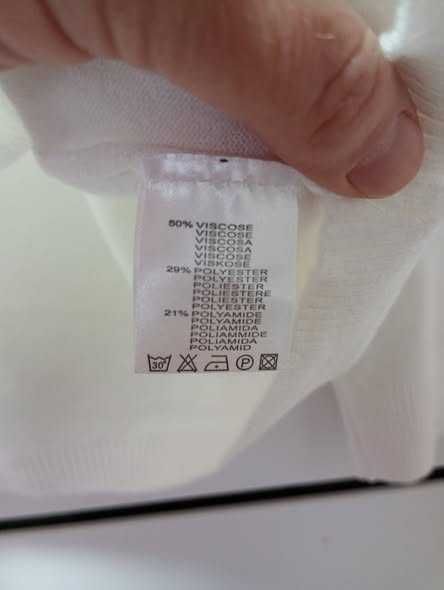 50% VISCOSE
VISCOSE
VISCOSA
VISCOSA
VISCOSE
VISKOSE
29% POLYESTER
POLYESTER
POLIESTER
POLIESTERE
POLIESTER
POLYESTER
21% POLYAMIDE
POLYAMIDE
POLIAMIDA
POLIAMMIDE
POLIAMIDA
POLYAMID
30° P